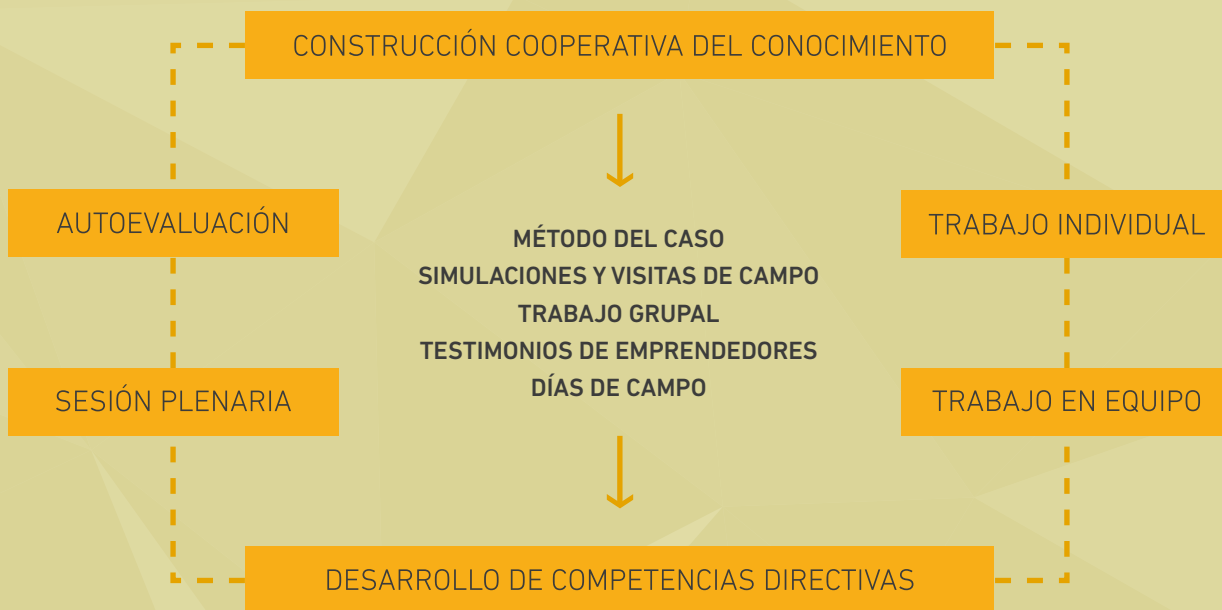 CONSTRUCCIÓN COOPERATIVA DEL CONOCIMIENTO
AUTOEVALUACIÓN
TRABAJO INDIVIDUAL
MÉTODO DEL CASO
SIMULACIONES Y VISITAS DE CAMPO
TRABAJO GRUPAL
TESTIMONIOS DE EMPRENDEDORES
DÍAS DE CAMPO
SESIÓN PLENARIA
TRABAJO EN EQUIPO
DESARROLLO DE COMPETENCIAS DIRECTIVAS